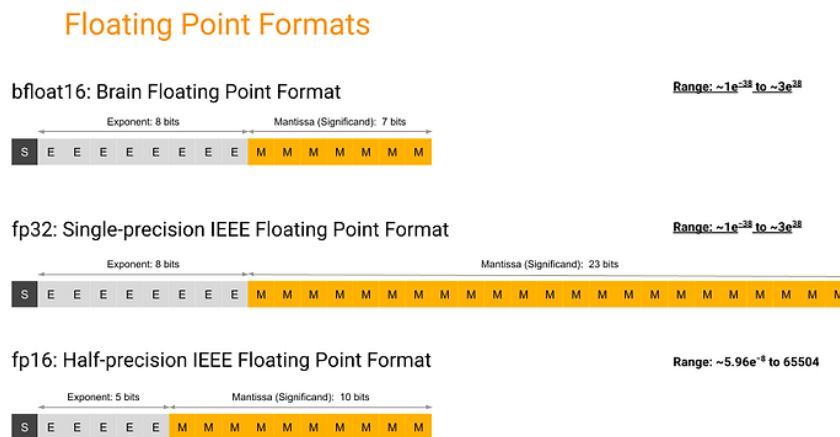 Floating Point Formats
bfloat16: Brain Floating Point Format
Range: ~1e⁻³⁸ to ~3e³⁸
Exponent: 8 bits
Mantissa (Significand): 7 bits
S E E E E E E E E M M M M M M M
fp32: Single-precision IEEE Floating Point Format
Range: ~1e⁻³⁸ to ~3e³⁸
Exponent: 8 bits
Mantissa (Significand): 23 bits
S E E E E E E E E M M M M M M M M M M M M M M M M M M M M M M M
fp16: Half-precision IEEE Floating Point Format
Range: ~5.96e⁻⁸ to 65504
Exponent: 5 bits
Mantissa (Significand): 10 bits
S E E E E E M M M M M M M M M M